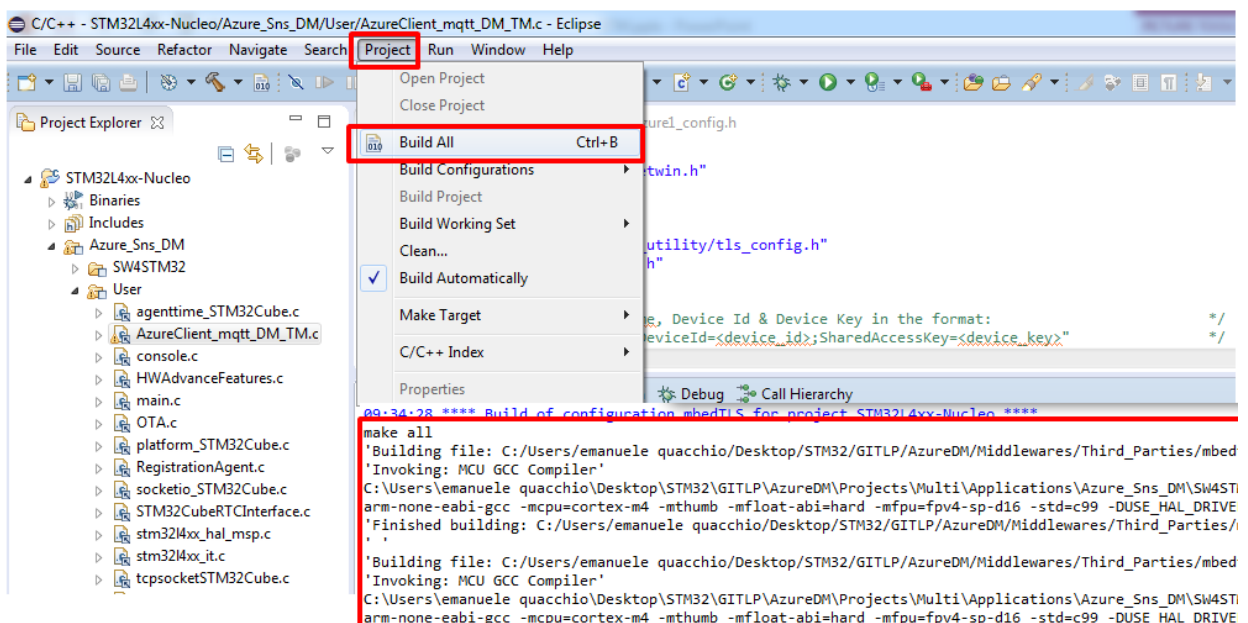 C/C++ - STM32L4xx-Nucleo/Azure_Sns_DM/User/AzureClient_mqtt_DM_TM.c - Eclipse
File Edit Source Refactor Navigate Search Project Run Window Help
Open Project
Close Project
Build All Ctrl+B
Build Configurations
Build Project
Build Working Set
Clean...
Build Automatically
Make Target
C/C++ Index
Properties
Project Explorer
STM32L4xx-Nucleo
Binaries
Includes
Azure_Sns_DM
SW4STM32
User
agenttime_STM32Cube.c
AzureClient_mqtt_DM_TM.c
console.c
HWAdvanceFeatures.c
main.c
OTA.c
platform_STM32Cube.c
RegistrationAgent.c
socketio_STM32Cube.c
STM32CubeRTCInterface.c
stm32l4xx_hal_msp.c
stm32l4xx_it.c
tcpsocketSTM32Cube.c
zure1_config.h
etwin.h"
_utility/tls_config.h"
h"
e, Device Id & Device Key in the format: */
DeviceId=<device_id>;SharedAccessKey=<device_key>" */
Debug Call Hierarchy
09:34:28 **** Build of configuration mbedTLS for project STM32L4xx-Nucleo ****
make all
'Building file: C:/Users/emanuele quacchio/Desktop/STM32/GITLP/AzureDM/Middlewares/Third_Parties/mbed
'Invoking: MCU GCC Compiler'
C:\Users\emanuele quacchio\Desktop\STM32\GITLP\AzureDM\Projects\Multi\Applications\Azure_Sns_DM\SW4ST
arm-none-eabi-gcc -mcpu=cortex-m4 -mthumb -mfloat-abi=hard -mfpu=fpv4-sp-d16 -std=c99 -DUSE_HAL_DRIVE
'Finished building: C:/Users/emanuele quacchio/Desktop/STM32/GITLP/AzureDM/Middlewares/Third_Parties/
' '
'Building file: C:/Users/emanuele quacchio/Desktop/STM32/GITLP/AzureDM/Middlewares/Third_Parties/mbed
'Invoking: MCU GCC Compiler'
C:\Users\emanuele quacchio\Desktop\STM32\GITLP\AzureDM\Projects\Multi\Applications\Azure_Sns_DM\SW4ST
arm-none-eabi-gcc -mcpu=cortex-m4 -mthumb -mfloat-abi=hard -mfpu=fpv4-sp-d16 -std=c99 -DUSE_HAL_DRIVE